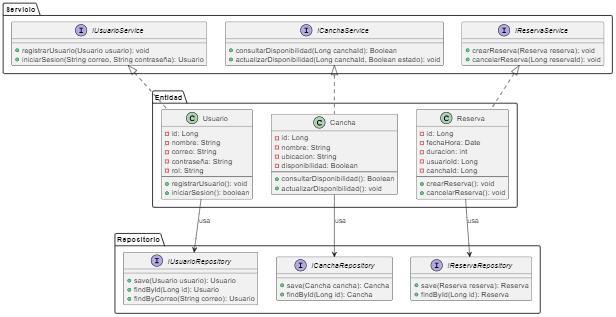 Servicio
I IUsuarioService
registrarUsuario(Usuario usuario): void
iniciarSesion(String correo, String contraseña): Usuario
I ICanchaService
consultarDisponibilidad(Long canchaId): Boolean
actualizarDisponibilidad(Long canchaId, Boolean estado): void
I IReservaService
crearReserva(Reserva reserva): void
cancelarReserva(Long reservaId): void
Entidad
C Usuario
id: Long
nombre: String
correo: String
contraseña: String
rol: String
registrarUsuario(): void
iniciarSesion(): boolean
C Cancha
id: Long
nombre: String
ubicacion: String
disponibilidad: Boolean
consultarDisponibilidad(): Boolean
actualizarDisponibilidad(): void
C Reserva
id: Long
fechaHora: Date
duracion: int
usuarioId: Long
canchaId: Long
crearReserva(): void
cancelarReserva(): void
usa
usa
usa
Repositorio
I IUsuarioRepository
save(Usuario usuario): Usuario
findById(Long id): Usuario
findByCorreo(String correo): Usuario
I ICanchaRepository
save(Cancha cancha): Cancha
findById(Long id): Cancha
I IReservaRepository
save(Reserva reserva): Reserva
findById(Long id): Reserva